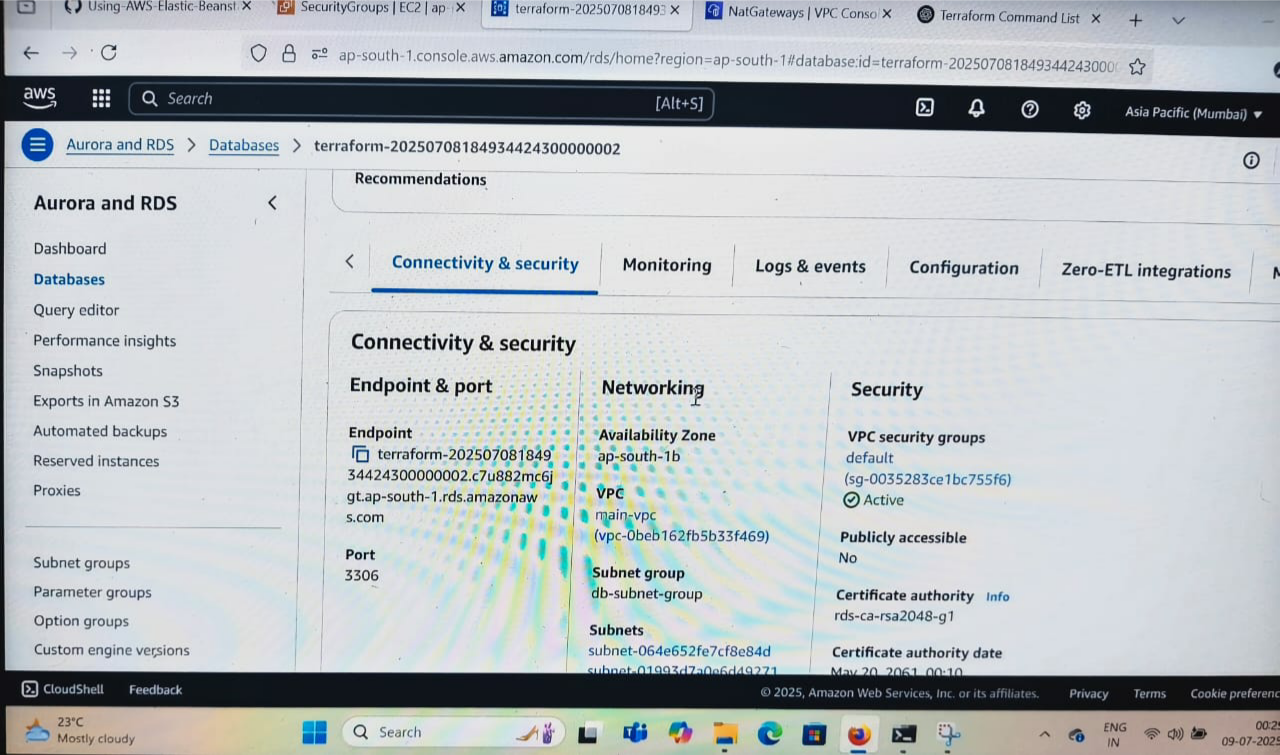 Using-AWS-Elastic-Beanst
SecurityGroups | EC2 | ap-
terraform-2025070818493
NatGateways | VPC Conso
Terraform Command List
ap-south-1.console.aws.amazon.com/rds/home?region=ap-south-1#database:id=terraform-20250708184934424430000
aws
Search
[Alt+S]
Asia Pacific (Mumbai)
Aurora and RDS
Databases
terraform-20250708184934424300000002
Recommendations
Aurora and RDS
Dashboard
Databases
Query editor
Performance insights
Snapshots
Exports in Amazon S3
Automated backups
Reserved instances
Proxies
Subnet groups
Parameter groups
Option groups
Custom engine versions
Connectivity & security
Monitoring
Logs & events
Configuration
Zero-ETL integrations
Connectivity & security
Endpoint & port
Endpoint
terraform-202507081849
34424300000002.c7u882mc6j
gt.ap-south-1.rds.amazonaw
s.com
Port
3306
Networking
Availability Zone
ap-south-1b
VPC
main-vpc
(vpc-0beb162fb5b33f469)
Subnet group
db-subnet-group
Subnets
subnet-064e652fe7cf8e84d
subnet-01993d7a0e6d49271
Security
VPC security groups
default
(sg-0035283ce1bc755f6)
Active
Publicly accessible
No
Certificate authority
Info
rds-ca-rsa2048-g1
Certificate authority date
May 20, 2061, 00:10
CloudShell
Feedback
© 2025, Amazon Web Services, Inc. or its affiliates.
Privacy
Terms
Cookie preferenc
23°C
Mostly cloudy
Search
ENG
IN
00:2
09-07-202